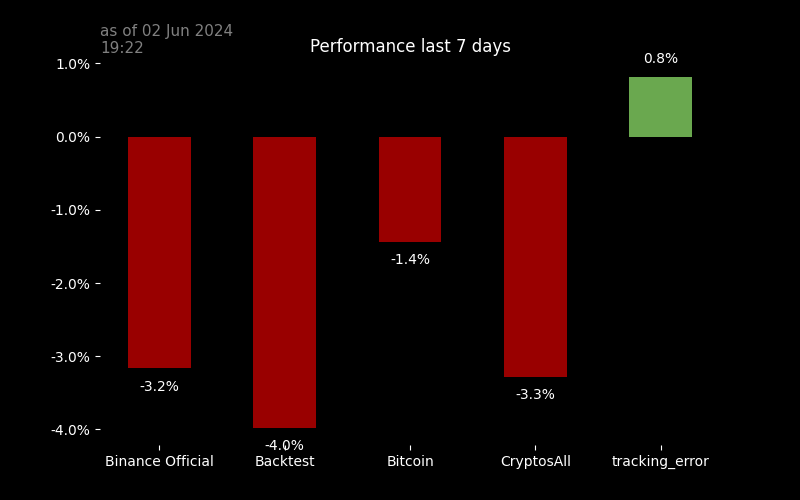 as of 02 Jun 2024
19:22
Performance last 7 days
1.0%
0.0%
-1.0%
-2.0%
-3.0%
-4.0%
0.8%
-1.4%
-3.2%
-3.3%
-4.0%
Binance Official
Backtest
Bitcoin
CryptosAll
tracking_error